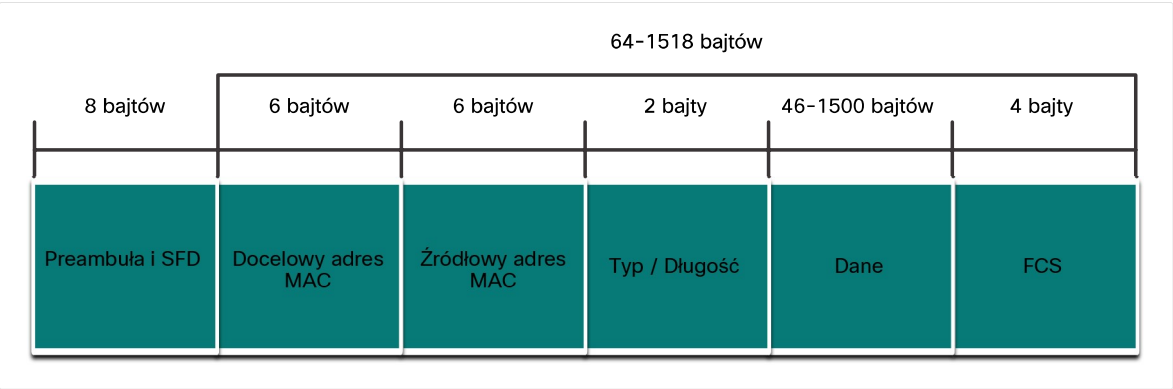 64-1518 bajtów
8 bajtów
6 bajtów
6 bajtów
2 bajty
46-1500 bajtów
4 bajty
Preambuła i SFD
Docelowy adres
MAC
Źródłowy adres
MAC
Typ / Długość
Dane
FCS